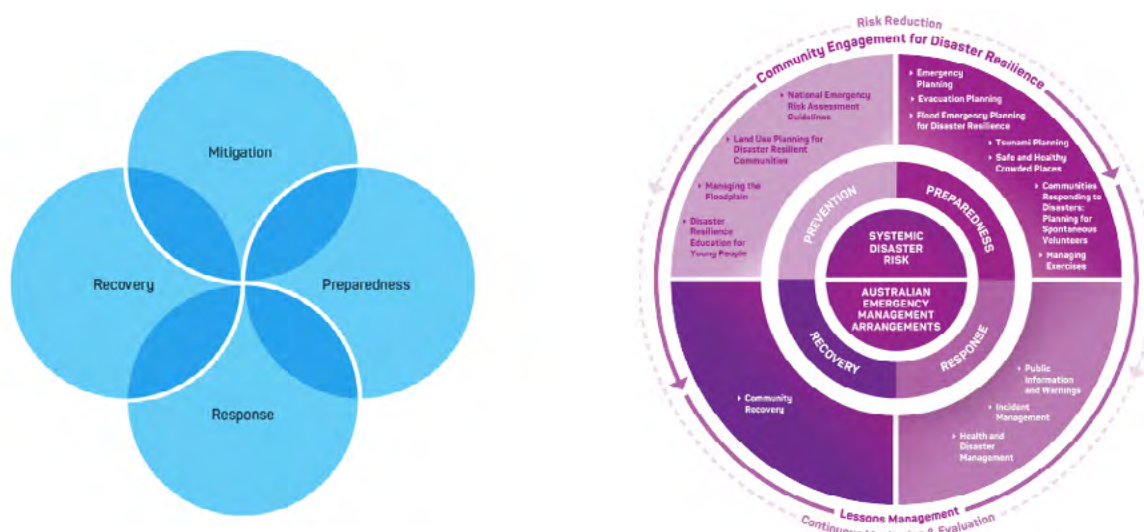 Mitigation
Recovery
Preparedness
Response
Risk Reduction
Community Engagement for Disaster Resilience
National Emergency
Risk Assessment
Guidelines
Land Use Planning for
Disaster Resilient
Communities
Managing the
Floodplain
Disaster
Resilience
Education for
Young People
Emergency
Planning
Evacuation Planning
Flood Emergency Planning
for Disaster Resilience
Tsunami Planning
Safe and Healthy
Crowded Places
Communities
Responding to
Disasters:
Planning for
Spontaneous
Volunteers
Managing
Exercises
PREVENTION
PREPAREDNESS
SYSTEMIC
DISASTER
RISK
AUSTRALIAN
EMERGENCY
MANAGEMENT
ARRANGEMENTS
RECOVERY
RESPONSE
Community
Recovery
Public
Information
and Warnings
Incident
Management
Health and
Disaster
Management
Lessons Management
& Evaluation